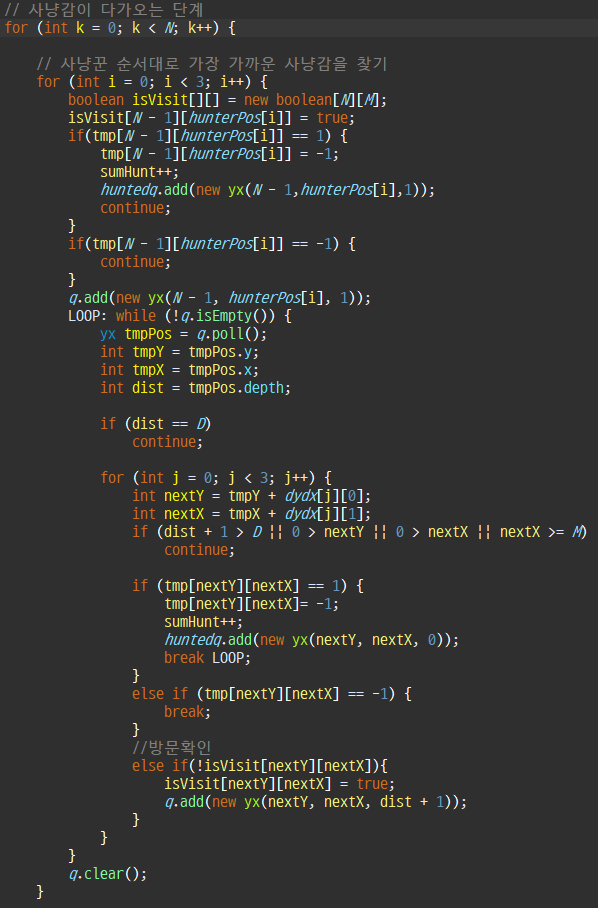 // 사냥감이 다가오는 단계
for (int k = 0; k < N; k++) {
// 사냥꾼 순서대로 가장 가까운 사냥감을 찾기
for (int i = 0; i < 3; i++) {
boolean isVisit[][] = new boolean[N][M];
isVisit[N - 1][hunterPos[i]] = true;
if(tmp[N - 1][hunterPos[i]] == 1) {
tmp[N - 1][hunterPos[i]] = -1;
sumHunt++;
huntedq.add(new yx(N - 1,hunterPos[i],1));
continue;
}
if(tmp[N - 1][hunterPos[i]] == -1) {
continue;
}
q.add(new yx(N - 1, hunterPos[i], 1));
LOOP: while (!q.isEmpty()) {
yx tmpPos = q.poll();
int tmpY = tmpPos.y;
int tmpX = tmpPos.x;
int dist = tmpPos.depth;
if (dist == D)
continue;
for (int j = 0; j < 3; j++) {
int nextY = tmpY + dydx[j][0];
int nextX = tmpX + dydx[j][1];
if (dist + 1 > D || 0 > nextY || 0 > nextX || nextX >= M)
continue;
if (tmp[nextY][nextX] == 1) {
tmp[nextY][nextX]= -1;
sumHunt++;
huntedq.add(new yx(nextY, nextX, 0));
break LOOP;
}
else if (tmp[nextY][nextX] == -1) {
break;
}
//방문확인
else if(!isVisit[nextY][nextX]){
isVisit[nextY][nextX] = true;
q.add(new yx(nextY, nextX, dist + 1));
}
}
}
q.clear();
}